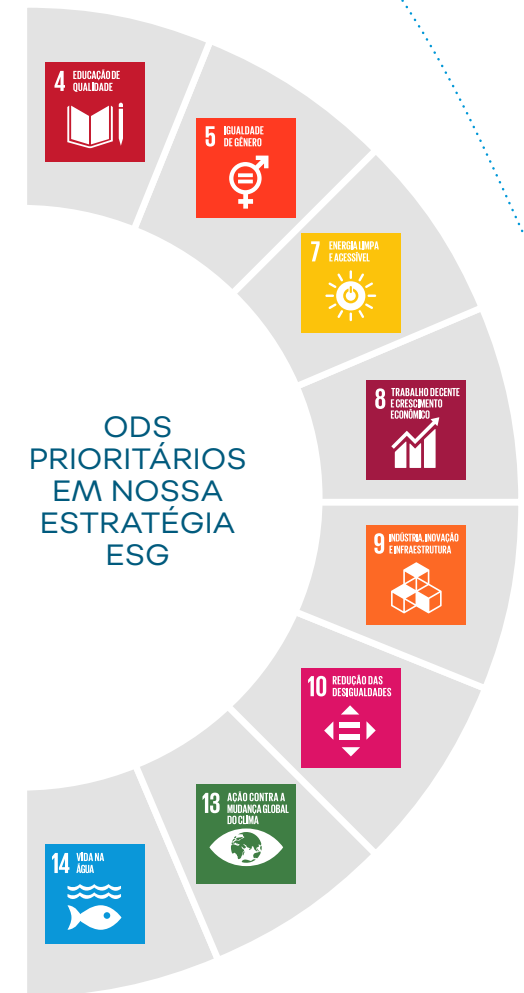 4 EDUCAÇÃO DE
QUALIDADE
5 IGUALDADE
DE GÊNERO
7 ENERGIA LIMPA
E ACESSÍVEL
8 TRABALHO DECENTE
E CRESCIMENTO
ECONÔMICO
ODS
PRIORITÁRIOS
EM NOSSA
ESTRATÉGIA
ESG
9 INDÚSTRIA, INOVAÇÃO
E INFRAESTRUTURA
10 REDUÇÃO DAS
DESIGUALDADES
13 AÇÃO CONTRA A
MUDANÇA GLOBAL
DO CLIMA
14 VIDA NA
ÁGUA